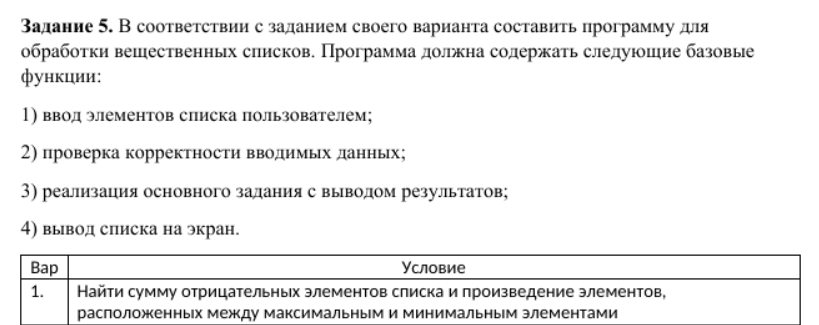 Задание 5. В соответствии с заданием своего варианта составить программу для
обработки вещественных списков. Программа должна содержать следующие базовые
функции:
1) ввод элементов списка пользователем;
2) проверка корректности вводимых данных;
3) реализация основного задания с выводом результатов;
4) вывод списка на экран.
Вар Условие
1. Найти сумму отрицательных элементов списка и произведение элементов,
расположенных между максимальным и минимальным элементами